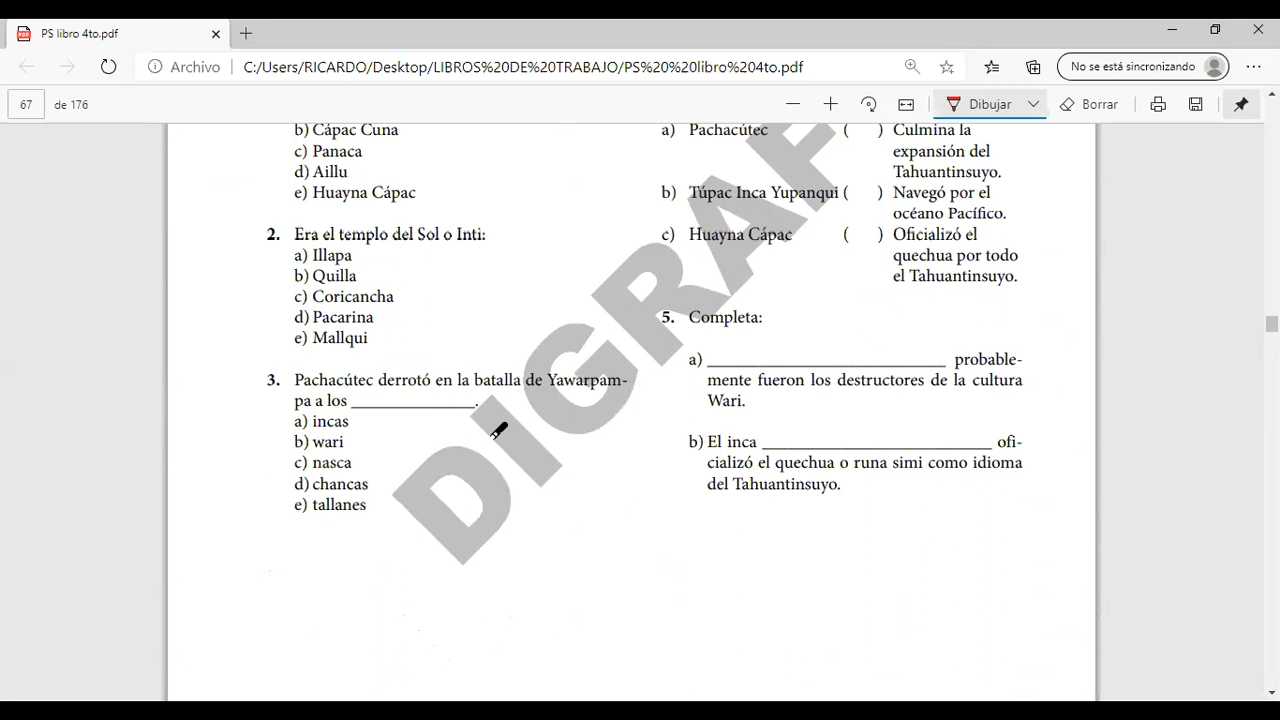 PS libro 4to.pdf
Archivo
C:/Users/RICARDO/Desktop/LIBROS%20DE%20TRABAJO/PS%20%20libro%204to.pdf
No se está sincronizando
67 de 176
Dibujar
Borrar
b) Cápac Cuna
c) Panaca
d) Aillu
e) Huayna Cápac
2. Era el templo del Sol o Inti:
a) Illapa
b) Quilla
c) Coricancha
d) Pacarina
e) Mallqui
3. Pachacútec derrotó en la batalla de Yawarpam-
pa a los _______________.
a) incas
b) wari
c) nasca
d) chancas
e) tallanes
a) Pachacútec ( ) Culmina la
expansión del
Tahuantinsuyo.
b) Túpac Inca Yupanqui ( ) Navegó por el
océano Pacífico.
c) Huayna Cápac ( ) Oficializó el
quechua por todo
el Tahuantinsuyo.
5. Completa:
a) _____________________________ probable-
mente fueron los destructores de la cultura
Wari.
b) El inca ____________________________ ofi-
cializó el quechua o runa simi como idioma
del Tahuantinsuyo.
DIGRAF